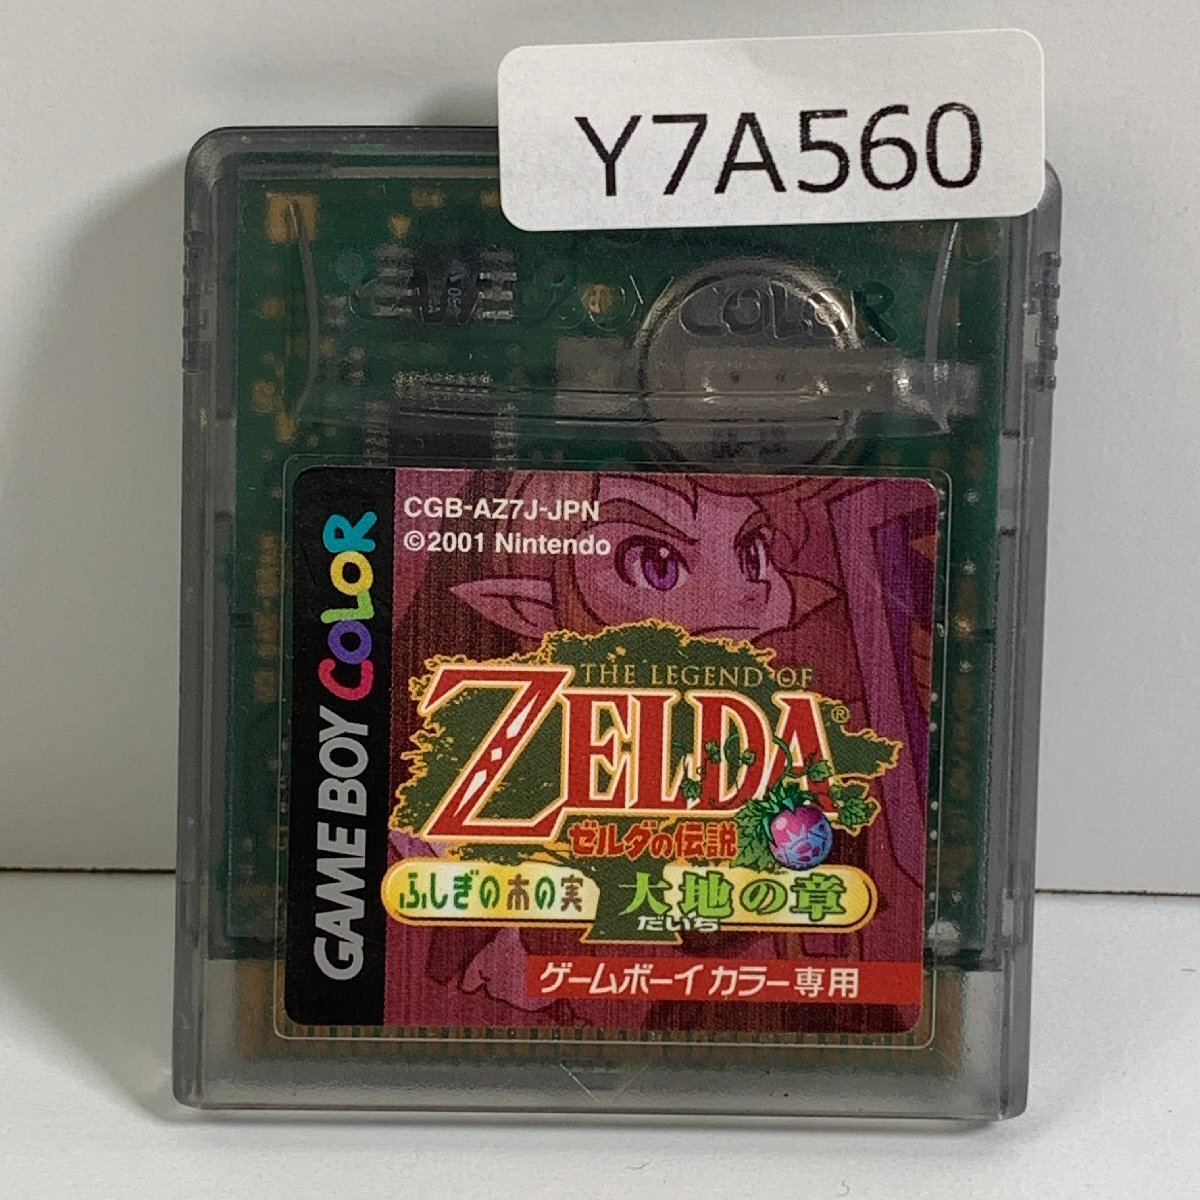 Y7A560
COLOR
CGB-AZ7J-JPN
©2001 Nintendo
GAME BOY COLOR
THE LEGEND OF
ZELDA®
ゼルダの伝説
ふしぎの木の実 大地の章
だいち
ゲームボーイ カラー専用